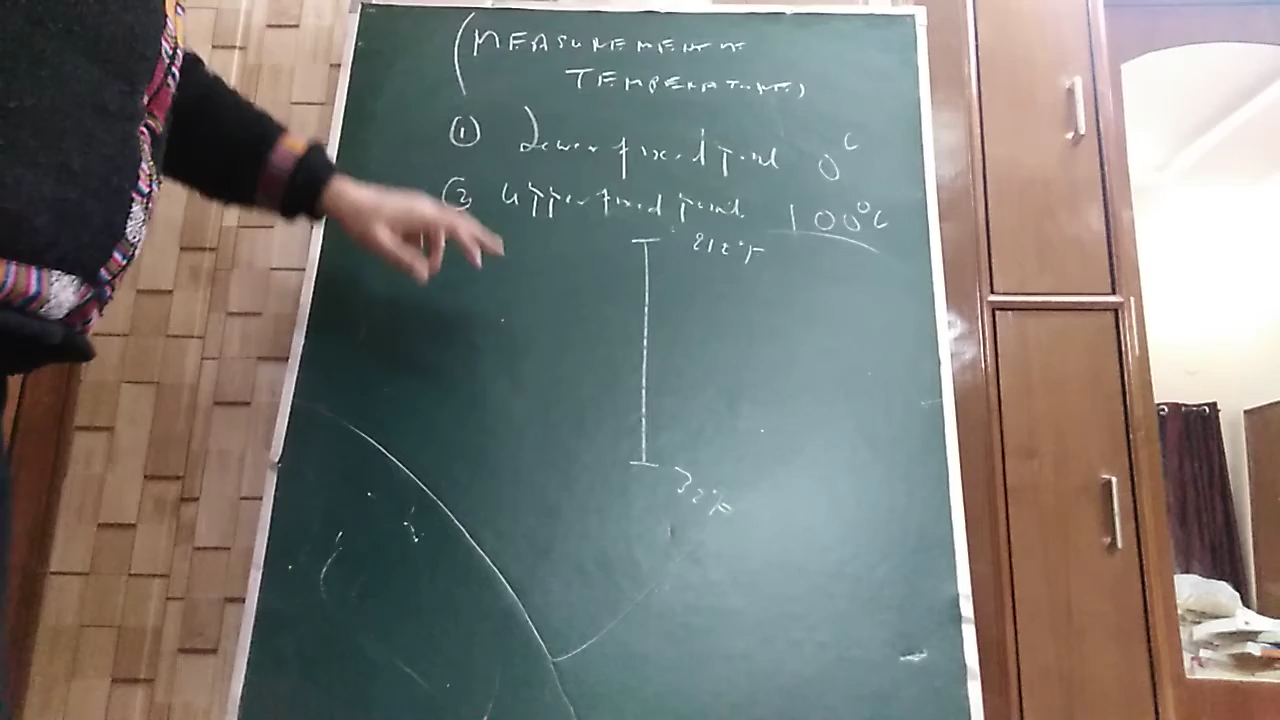 (MEASUREMENT OF
TEMPERATURE)
① Lower fixed point 0°C
② Upper fixed point 100°C
212°F
32°F